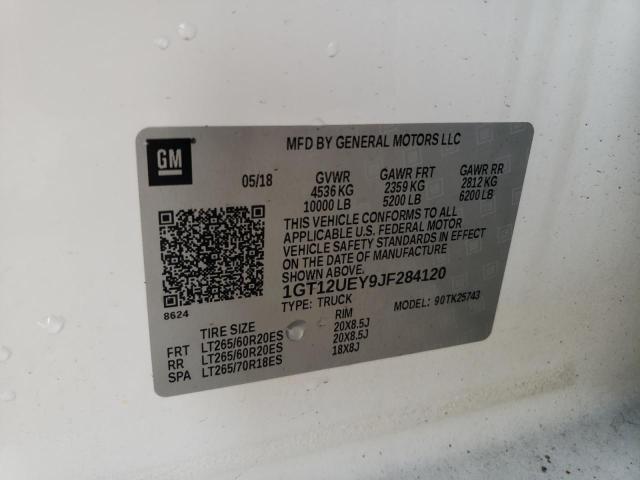 GM
MFD BY GENERAL MOTORS LLC
05/18 GVWR GAWR FRT GAWR RR
4536 KG 2359 KG 2812 KG
10000 LB 5200 LB 6200 LB
THIS VEHICLE CONFORMS TO ALL
APPLICABLE U.S. FEDERAL MOTOR
VEHICLE SAFETY STANDARDS IN EFFECT
ON THE DATE OF MANUFACTURE
SHOWN ABOVE.
1GT12UEY9JF284120
8624
TYPE: TRUCK MODEL: 90TK25743
TIRE SIZE RIM
FRT LT265/60R20ES 20X8.5J
RR LT265/60R20ES 20X8.5J
SPA LT265/70R18ES 18X8J